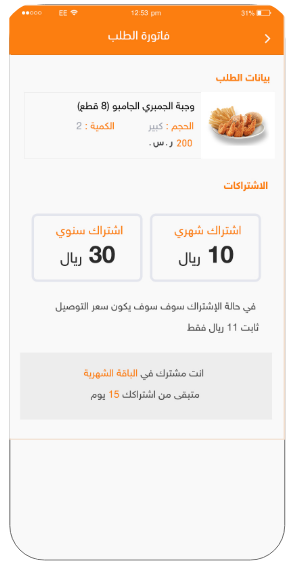 EE 12:53 pm 31%
فاتورة الطلب
بيانات الطلب
وجبة الجمبري الجامبو (8 قطع)
الحجم : كبير الكمية : 2
200 ر . س .
الاشتراكات
اشتراك شهري اشتراك سنوي
10 ريال 30 ريال
في حالة الإشتراك سوف سوف يكون سعر التوصيل
ثابت 11 ريال فقط
انت مشترك في الباقة الشهرية
متبقى من اشتراكك 15 يوم